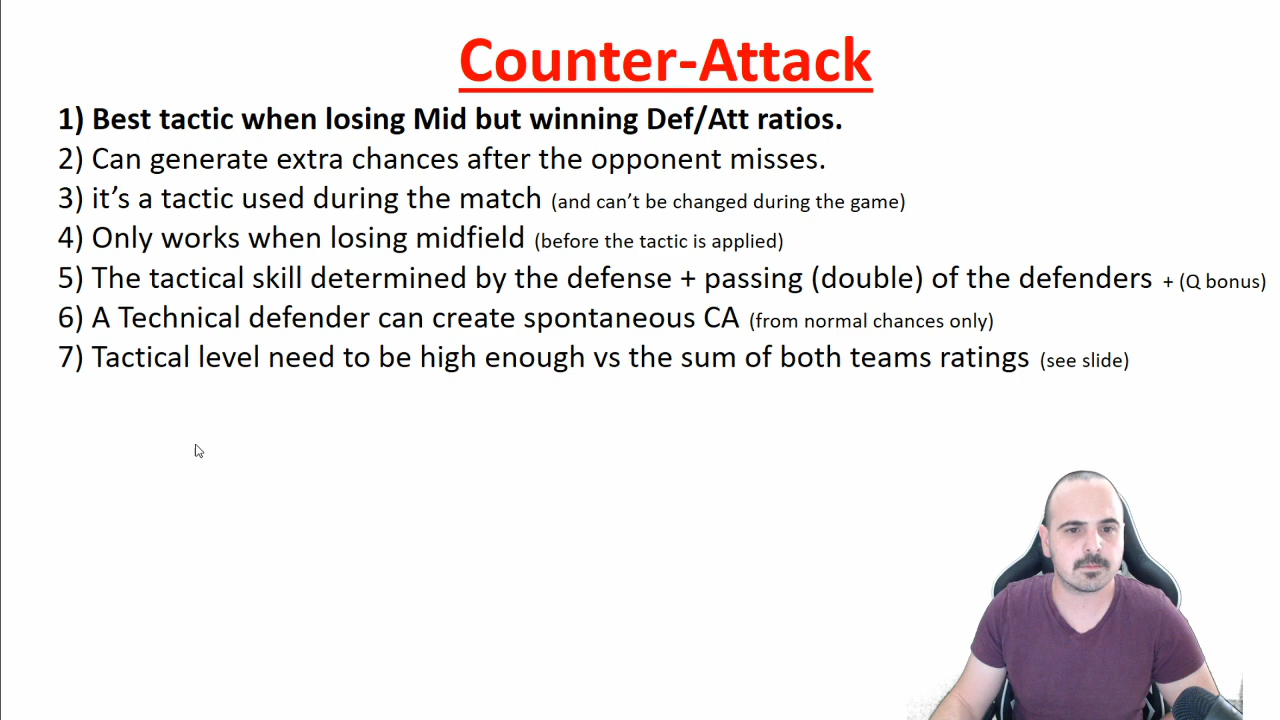 Counter-Attack
1) Best tactic when losing Mid but winning Def/Att ratios.
2) Can generate extra chances after the opponent misses.
3) it's a tactic used during the match (and can't be changed during the game)
4) Only works when losing midfield (before the tactic is applied)
5) The tactical skill determined by the defense + passing (double) of the defenders + (Q bonus)
6) A Technical defender can create spontaneous CA (from normal chances only)
7) Tactical level need to be high enough vs the sum of both teams ratings (see slide)